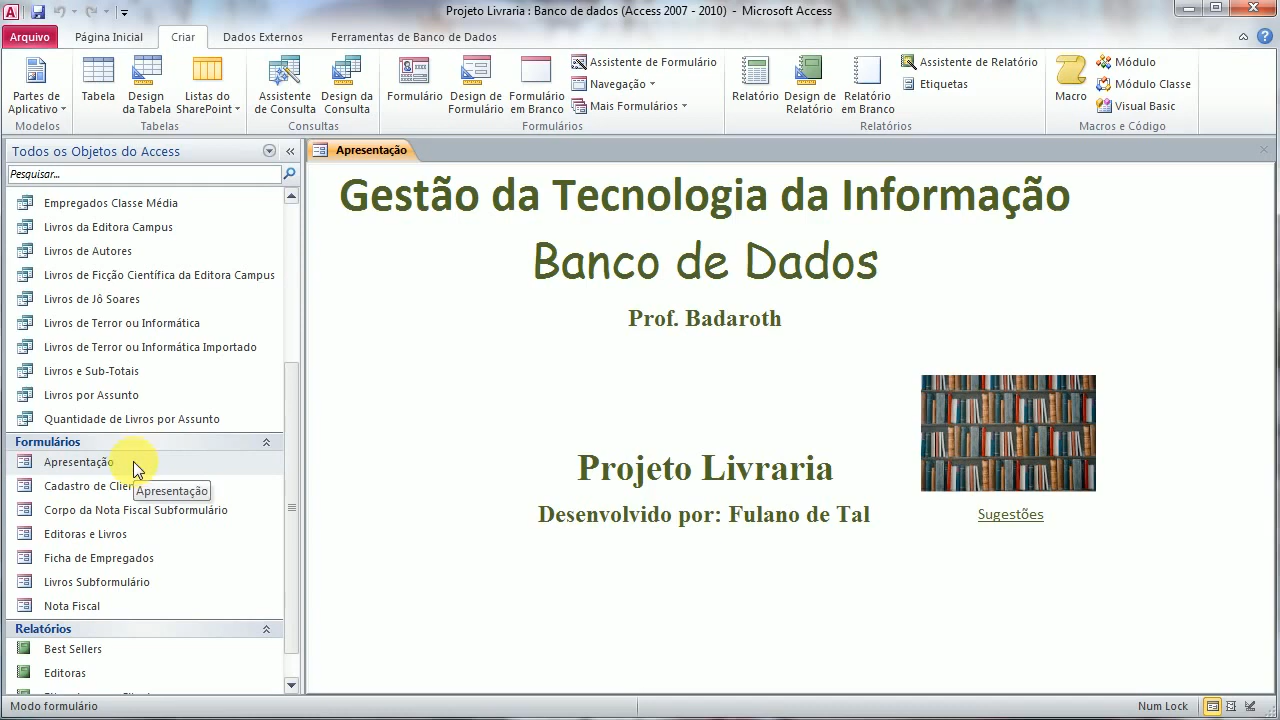 Projeto Livraria : Banco de dados (Access 2007 - 2010) - Microsoft Access
Arquivo
Página Inicial
Criar
Dados Externos
Ferramentas de Banco de Dados
Partes de Aplicativo
Tabela
Design da Tabela
Listas do SharePoint
Assistente de Consulta
Design da Consulta
Formulário
Design de Formulário
Formulário em Branco
Assistente de Formulário
Navegação
Mais Formulários
Relatório
Design de Relatório
Relatório em Branco
Assistente de Relatório
Etiquetas
Macro
Módulo
Módulo Classe
Visual Basic
Modelos
Tabelas
Consultas
Formulários
Relatórios
Macros e Código
Todos os Objetos do Access
Pesquisar...
Empregados Classe Média
Livros da Editora Campus
Livros de Autores
Livros de Ficção Científica da Editora Campus
Livros de Jô Soares
Livros de Terror ou Informática
Livros de Terror ou Informática Importado
Livros e Sub-Totais
Livros por Assunto
Quantidade de Livros por Assunto
Formulários
Apresentação
Cadastro de Clien
Apresentação
Corpo da Nota Fiscal Subformulário
Editoras e Livros
Ficha de Empregados
Livros Subformulário
Nota Fiscal
Relatórios
Best Sellers
Editoras
Apresentação
Gestão da Tecnologia da Informação
Banco de Dados
Prof. Badaroth
Projeto Livraria
Desenvolvido por: Fulano de Tal
Sugestões
Modo formulário
Num Lock